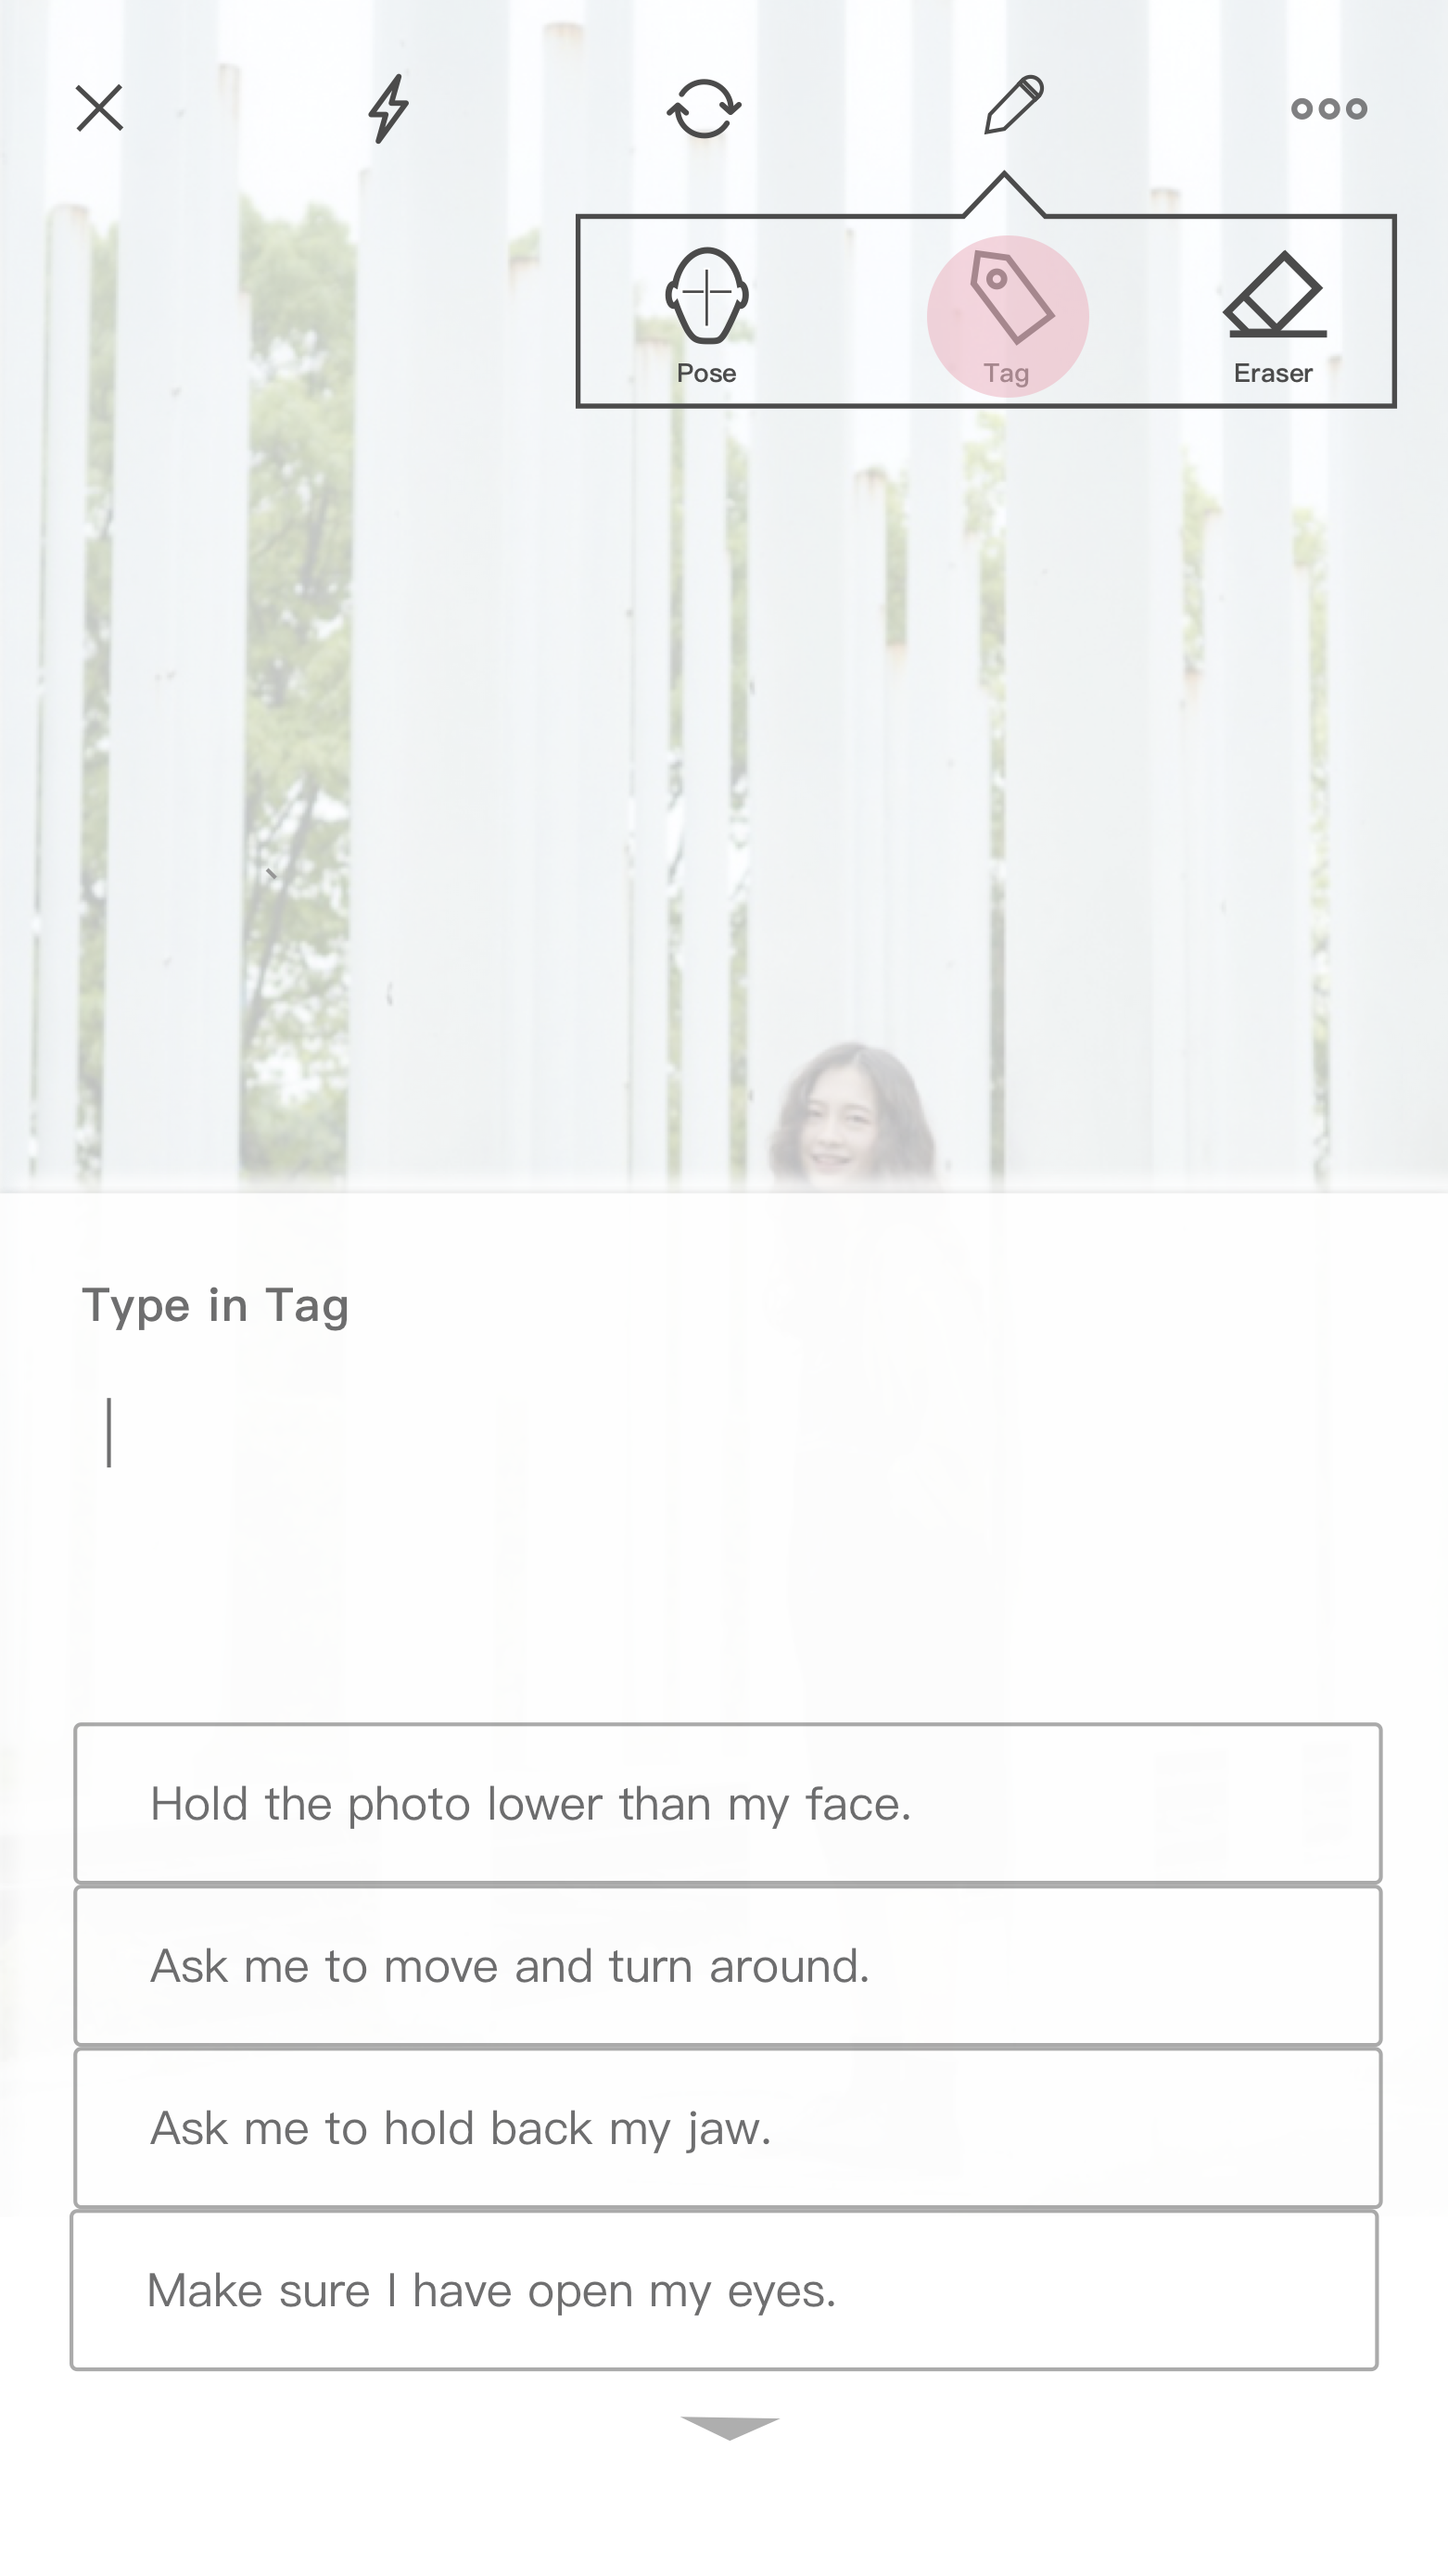 Pose
Tag
Eraser
Type in Tag
Hold the photo lower than my face.
Ask me to move and turn around.
Ask me to hold back my jaw.
Make sure I have open my eyes.